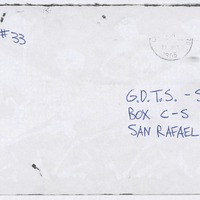 #33
G.D.T.S. - S
BOX C-S
SAN RAFAEL